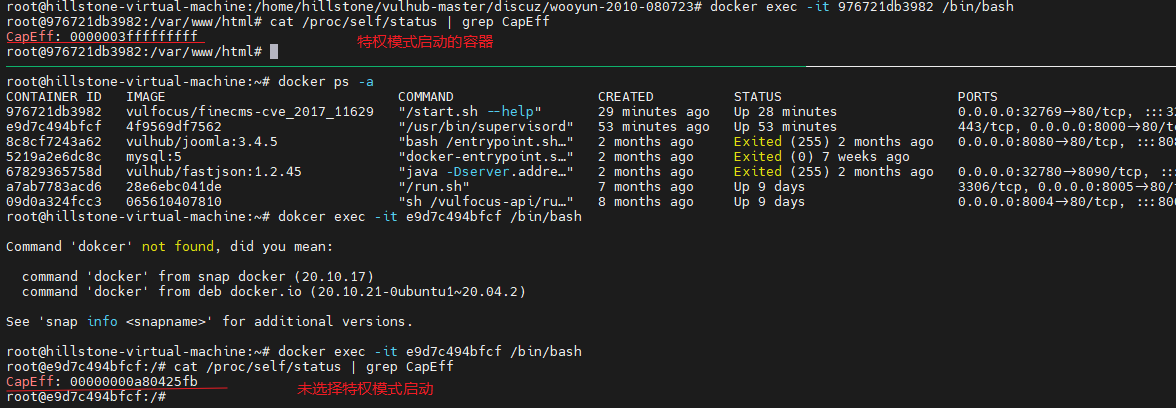 root@hillstone-virtual-machine:/home/hillstone/vulhub-master/discuz/wooyun-2010-080723# docker exec -it 976721db3982 /bin/bash
root@976721db3982:/var/www/html# cat /proc/self/status | grep CapEff
CapEff: 0000003fffffffff
特权模式启动的容器
root@976721db3982:/var/www/html#
root@hillstone-virtual-machine:~# docker ps -a
CONTAINER ID IMAGE COMMAND CREATED STATUS PORTS
976721db3982 vulfocus/finecms-cve_2017_11629 "/start.sh --help" 29 minutes ago Up 28 minutes 0.0.0.0:32769->80/tcp, :::32
e9d7c494bfcf 4f9569df7562 "/usr/bin/supervisord" 53 minutes ago Up 53 minutes 443/tcp, 0.0.0.0:8000->80/
8c8cf7243a62 vulhub/joomla:3.4.5 "bash /entrypoint.sh…" 2 months ago Exited (255) 2 months ago 0.0.0.0:8080->80/tcp, :::808
5219a2e6dc8c mysql:5 "docker-entrypoint.s…" 2 months ago Exited (0) 7 weeks ago
67829365758d vulhub/fastjson:1.2.45 "java -Dserver.addre…" 2 months ago Exited (255) 2 months ago 0.0.0.0:32780->8090/tcp, :::
a7ab7783acd6 28e6ebc041de "/run.sh" 7 months ago Up 9 days 3306/tcp, 0.0.0.0:8005->80/
09d0a324fcc3 065610407810 "sh /vulfocus-api/ru…" 8 months ago Up 9 days 0.0.0.0:8004->80/tcp, :::800
root@hillstone-virtual-machine:~# dokcer exec -it e9d7c494bfcf /bin/bash
Command 'dokcer' not found, did you mean:
command 'docker' from snap docker (20.10.17)
command 'docker' from deb docker.io (20.10.21-0ubuntu1~20.04.2)
See 'snap info <snapname>' for additional versions.
root@hillstone-virtual-machine:~# docker exec -it e9d7c494bfcf /bin/bash
root@e9d7c494bfcf:/# cat /proc/self/status | grep CapEff
CapEff: 00000000a80425fb
未选择特权模式启动
root@e9d7c494bfcf:/#